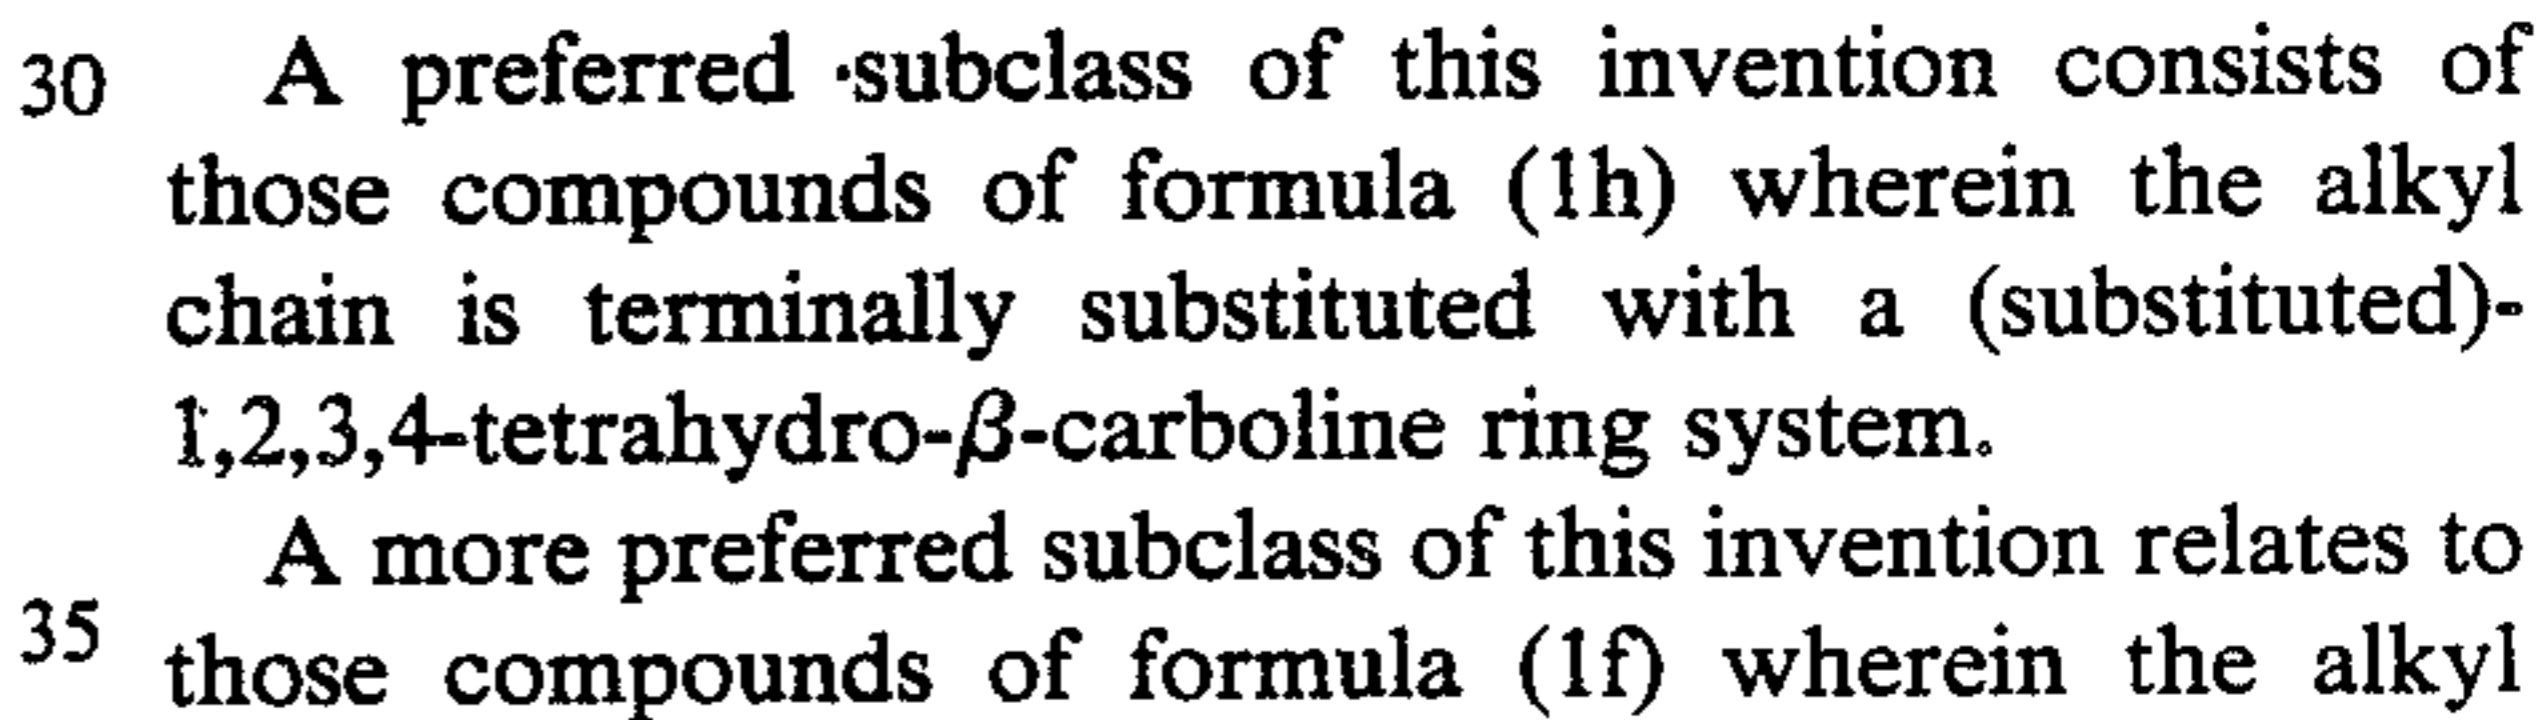 30 A preferred subclass of this invention consists of
those compounds of formula (1h) wherein the alkyl
chain is terminally substituted with a (substituted)-
1,2,3,4-tetrahydro-β-carboline ring system.
A more preferred subclass of this invention relates to
35 those compounds of formula (1f) wherein the alkyl